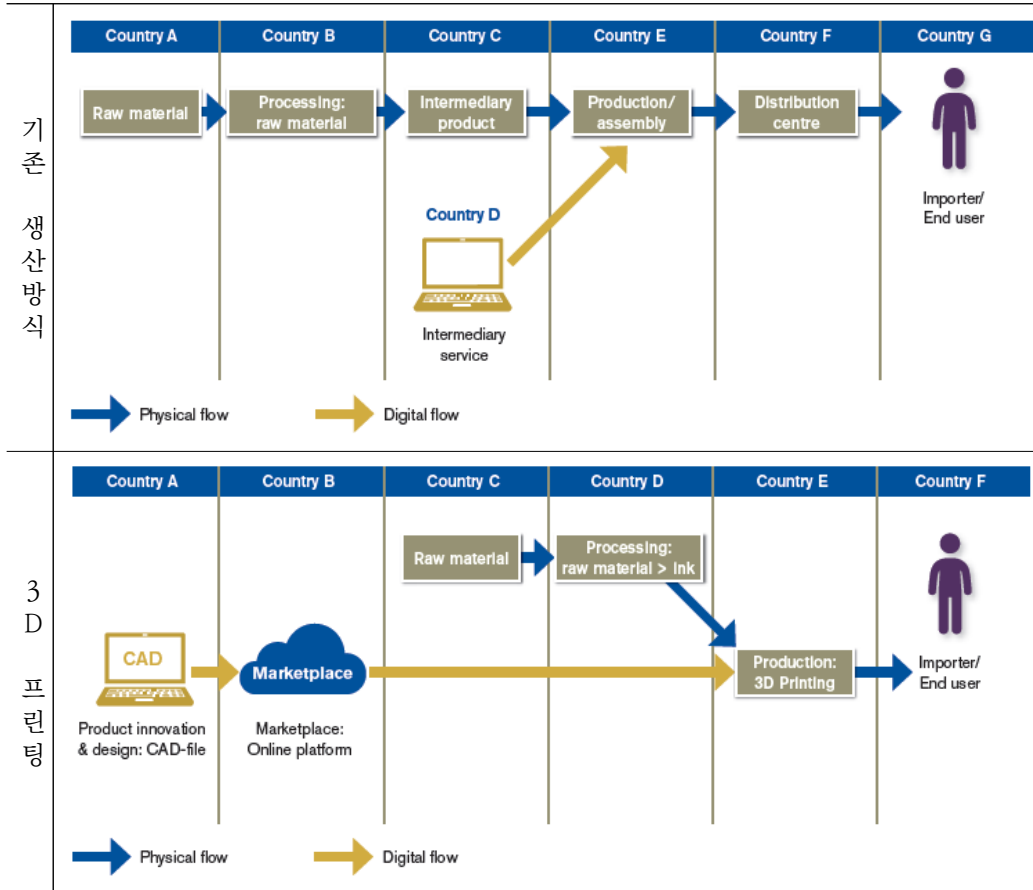 기존 생산방식
Country A
Country B
Country C
Country E
Country F
Country G
Raw material
Processing:
raw material
Intermediary
product
Production/
assembly
Distribution
centre
Importer/
End user
Country D
Intermediary
service
Physical flow
Digital flow
3D 프린팅
Country A
Country B
Country C
Country D
Country E
Country F
Raw material
Processing:
raw material > ink
CAD
Marketplace
Production:
3D Printing
Importer/
End user
Product innovation
& design: CAD-file
Marketplace:
Online platform
Physical flow
Digital flow